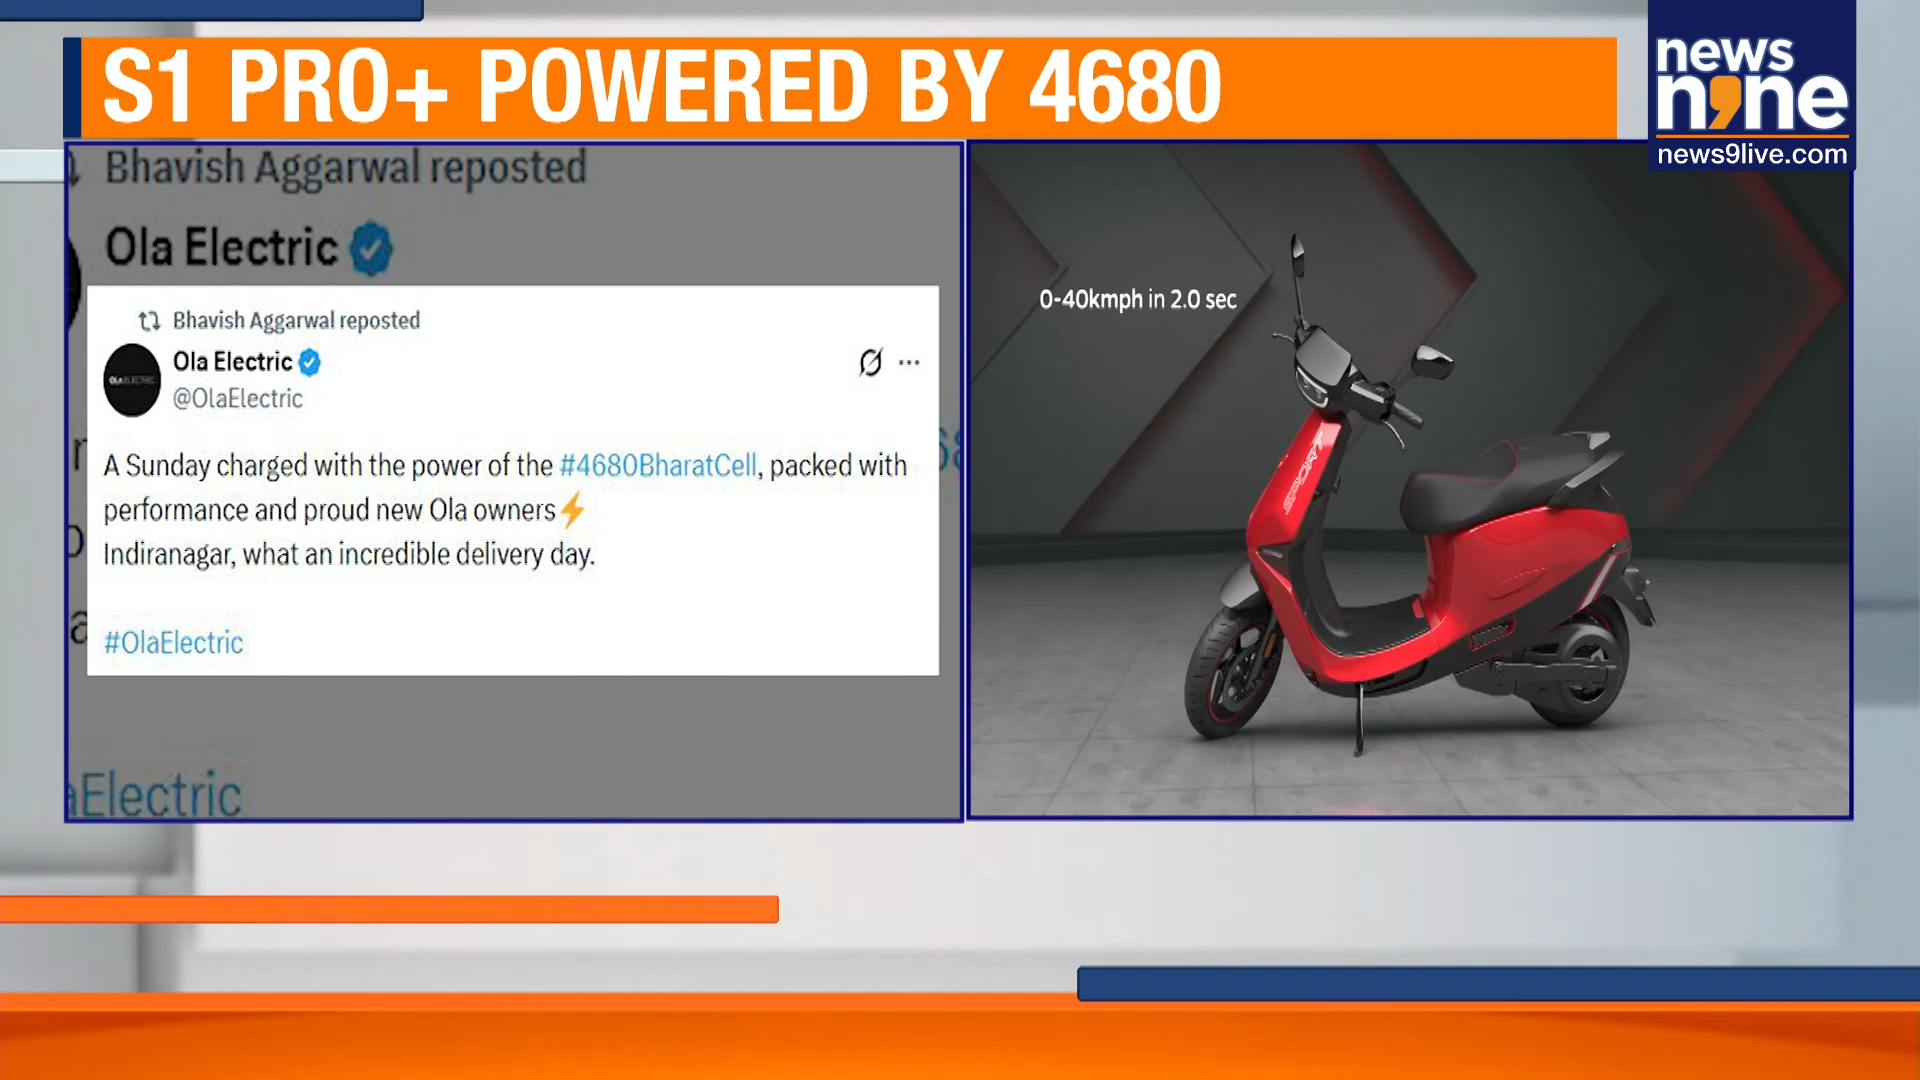 S1 PRO+ POWERED BY 4680
news
nine
news9live.com
Bhavish Aggarwal reposted
Ola Electric
Bhavish Aggarwal reposted
Ola Electric
@OlaElectric
A Sunday charged with the power of the #4680BharatCell, packed with
performance and proud new Ola owners⚡
Indiranagar, what an incredible delivery day.
#OlaElectric
aElectric
0-40kmph in 2.0 sec
SPORT